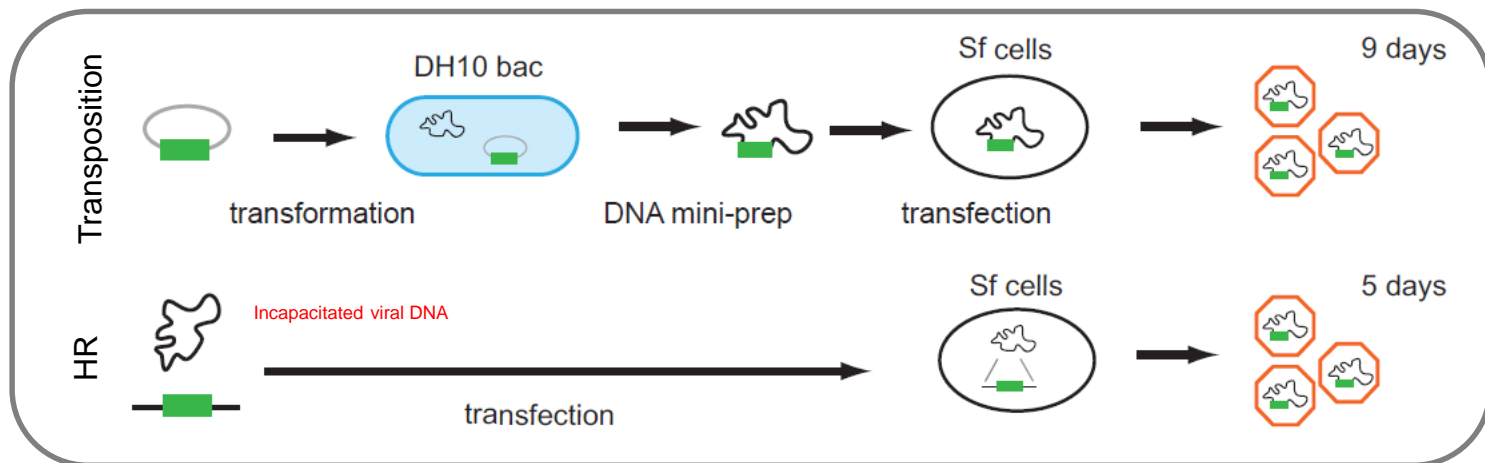 Transposition
DH10 bac
Sf cells
9 days
transformation
DNA mini-prep
transfection
HR
Incapacitated viral DNA
Sf cells
5 days
transfection